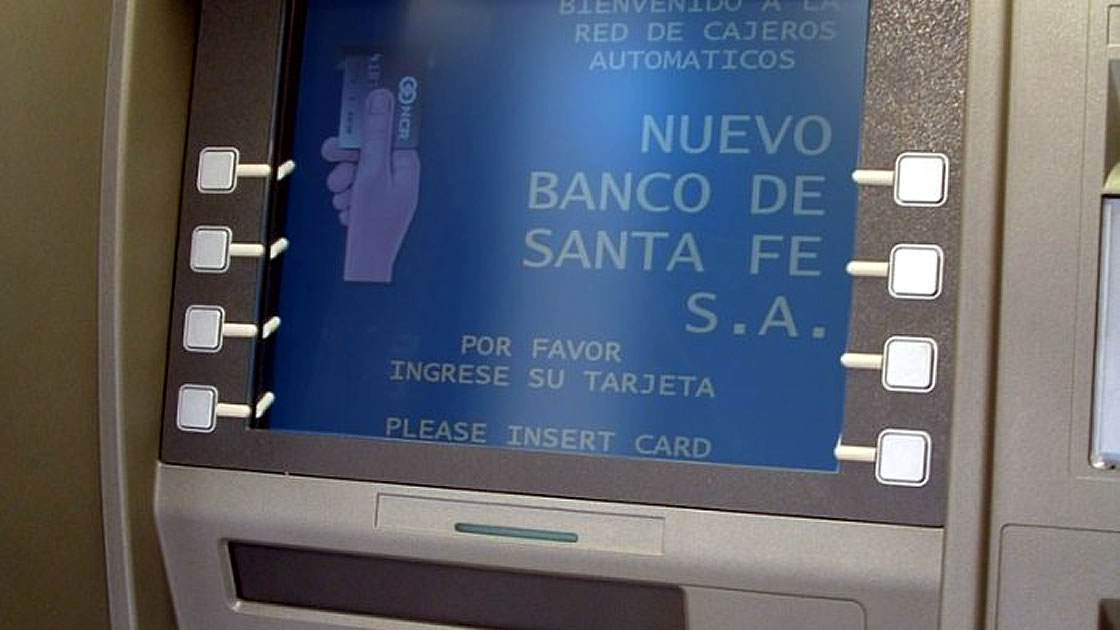 BIENVENIDO A LA
RED DE CAJEROS
AUTOMATICOS
NCR
NUEVO
BANCO DE
SANTA FE
S.A.
POR FAVOR
INGRESE SU TARJETA
PLEASE INSERT CARD